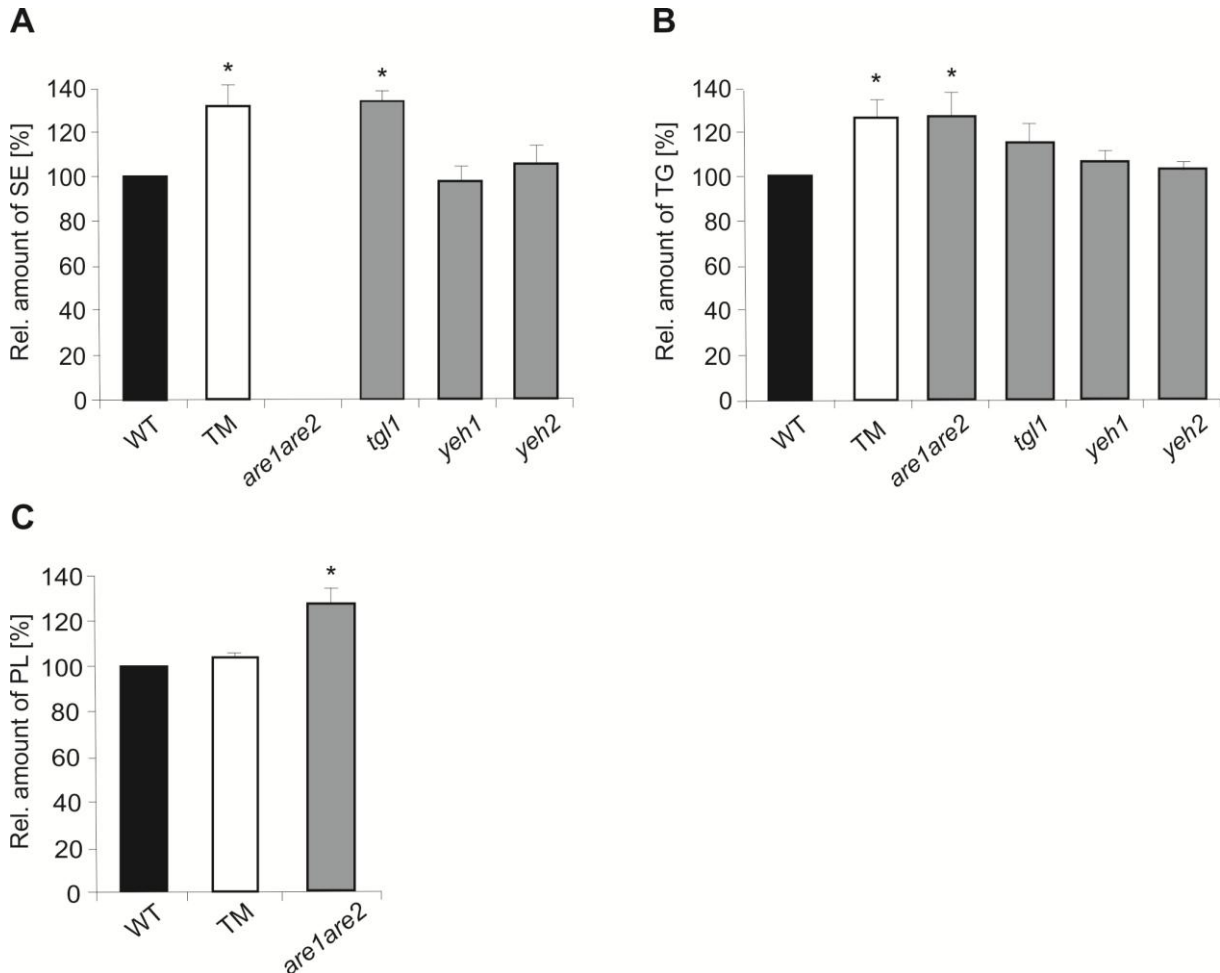 A
Rel. amount of SE [%]
140
120
100
80
60
40
20
0
*
*
WT
TM
are1are2
tgl1
yeh1
yeh2
B
Rel. amount of TG [%]
140
120
100
80
60
40
20
0
*
*
WT
TM
are1are2
tgl1
yeh1
yeh2
C
Rel. amount of PL [%]
140
120
100
80
60
40
20
0
*
WT
TM
are1are2